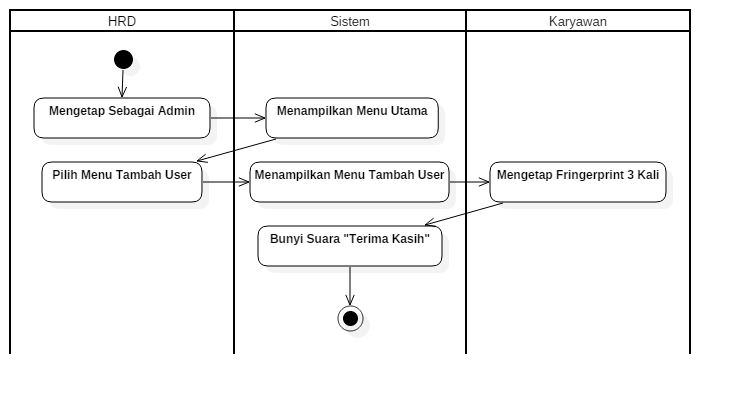 HRD
Sistem
Karyawan
Mengetap Sebagai Admin
Menampilkan Menu Utama
Pilih Menu Tambah User
Menampilkan Menu Tambah User
Mengetap Fringerprint 3 Kali
Bunyi Suara "Terima Kasih"